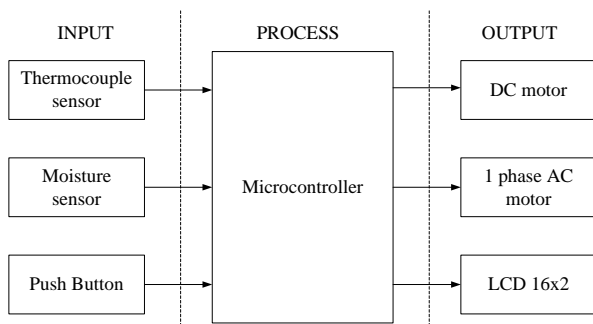 INPUT
PROCESS
OUTPUT
Thermocouple
sensor
DC motor
Moisture
sensor
Microcontroller
1 phase AC
motor
Push Button
LCD 16x2